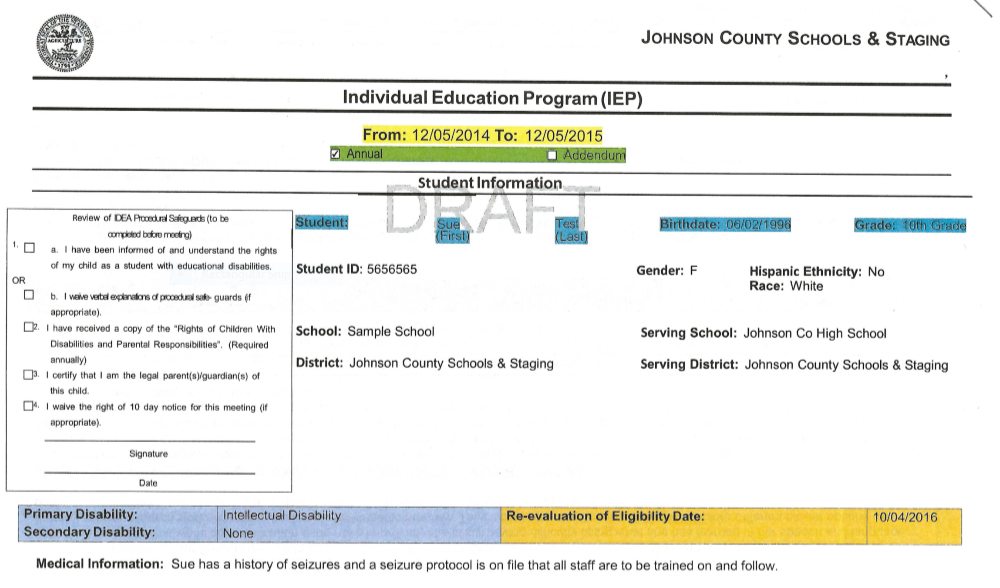 JOHNSON COUNTY SCHOOLS & STAGING
Individual Education Program (IEP)
From: 12/05/2014 To: 12/05/2015
Annual Addendum
Student Information
DRAFT
Review of IDEA Procedural Safeguards (to be
completed before meeting)
1. a. I have been informed of and understand the rights
of my child as a student with educational disabilities.
OR
b. I waive verbal explanations of procedural safe- guards (if
appropriate).
2. I have received a copy of the "Rights of Children With
Disabilities and Parental Responsibilities". (Required
annually)
3. I certify that I am the legal parent(s)/guardian(s) of
this child.
4. I waive the right of 10 day notice for this meeting (if
appropriate).
Signature
Date
Student: Sue Test Birthdate: 06/02/1996 Grade: 10th Grade
(First) (Last)
Student ID: 5656565 Gender: F Hispanic Ethnicity: No
Race: White
School: Sample School Serving School: Johnson Co High School
District: Johnson County Schools & Staging Serving District: Johnson County Schools & Staging
Primary Disability: Intellectual Disability Re-evaluation of Eligibility Date: 10/04/2016
Secondary Disability: None
Medical Information: Sue has a history of seizures and a seizure protocol is on file that all staff are to be trained on and follow.